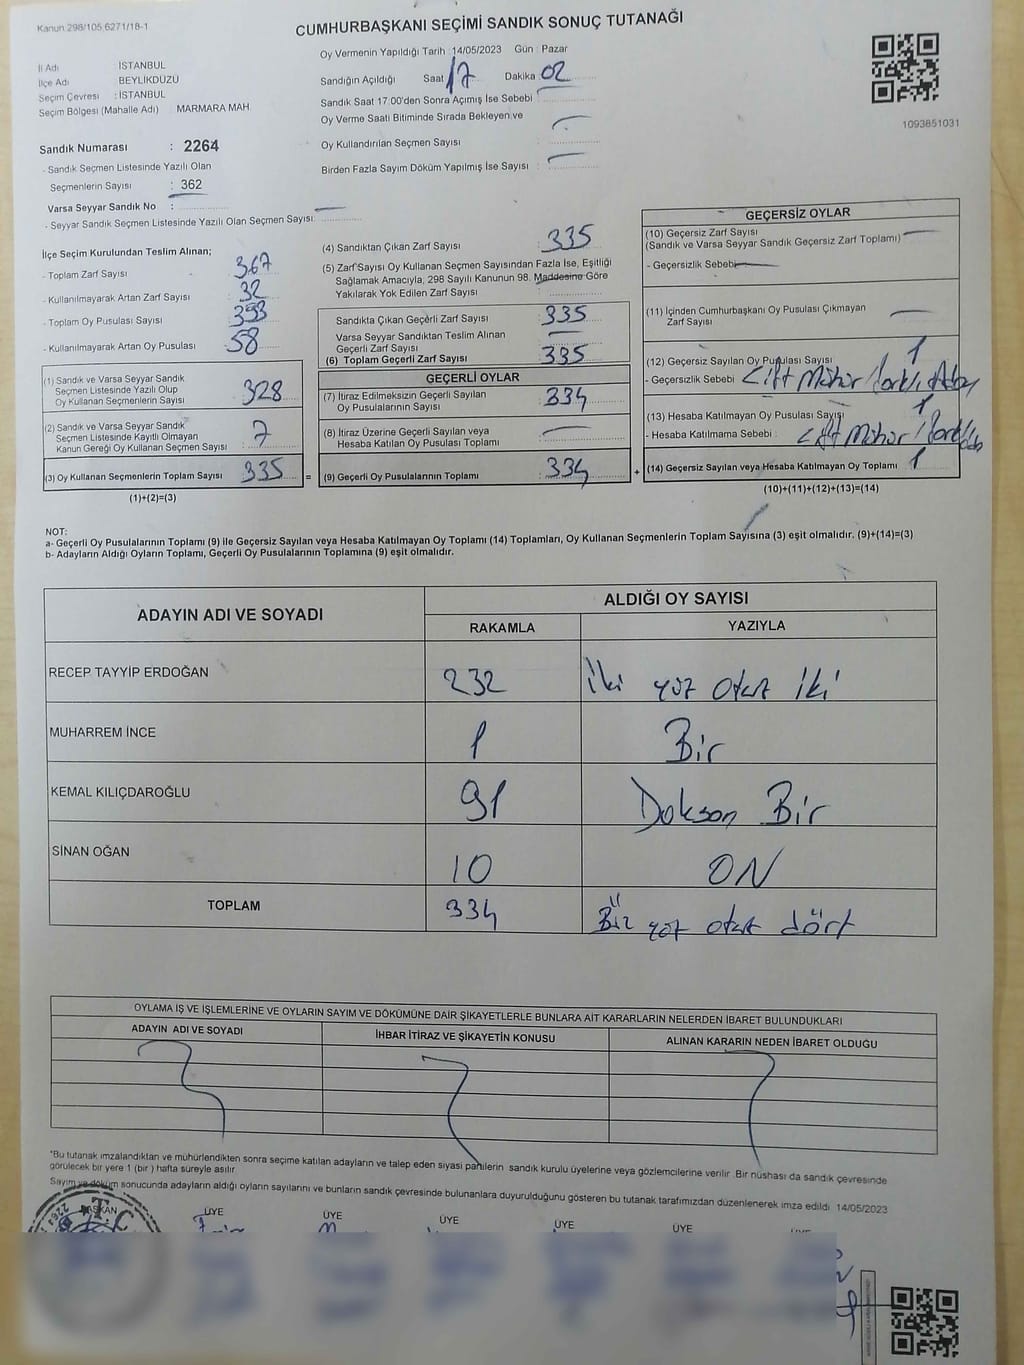 Kanun 298/105,6271/18-1
CUMHURBAŞKANI SEÇİMİ SANDIK SONUÇ TUTANAĞI
İl Adı : İSTANBUL
İlçe Adı : BEYLİKDÜZÜ
Seçim Çevresi : İSTANBUL
Seçim Bölgesi (Mahalle Adı) : MARMARA MAH.
Sandık Numarası : 2264
- Sandık Seçmen Listesinde Yazılı Olan
Seçmenlerin Sayısı : 362
Varsa Seyyar Sandık No :
- Seyyar Sandık Seçmen Listesinde Yazılı Olan Seçmen Sayısı:
Oy Vermenin Yapıldığı Tarih 14/05/2023 Gün : Pazar
Sandığın Açıldığı Saat 17 Dakika 02
Sandık Saat 17:00'den Sonra Açımış İse Sebebi :
Oy Verme Saati Bitiminde Sırada Bekleyen ve
Oy Kullandırılan Seçmen Sayısı :
Birden Fazla Sayım Döküm Yapılmış İse Sayısı :
1093851031
İlçe Seçim Kurulundan Teslim Alınan;
- Toplam Zarf Sayısı : 367
- Kullanılmayarak Artan Zarf Sayısı : 32
- Toplam Oy Pusulası Sayısı : 393
- Kullanılmayarak Artan Oy Pusulası : 58
(1) Sandık ve Varsa Seyyar Sandık
Seçmen Listesinde Yazılı Olup
Oy Kullanan Seçmenlerin Sayısı : 328
(2) Sandık ve Varsa Seyyar Sandık
Seçmen Listesinde Kayıtlı Olmayan
Kanun Gereği Oy Kullanan Seçmen Sayısı : 7
(3) Oy Kullanan Seçmenlerin Toplam Sayısı : 335 =
(1)+(2)=(3)
(4) Sandıktan Çıkan Zarf Sayısı : 335
(5) Zarf Sayısı Oy Kullanan Seçmen Sayısından Fazla İse, Eşitliği
Sağlamak Amacıyla, 298 Sayılı Kanunun 98. Maddesine Göre
Yakılarak Yok Edilen Zarf Sayısı :
Sandıkta Çıkan Geçerli Zarf Sayısı : 335
Varsa Seyyar Sandıktan Teslim Alınan
Geçerli Zarf Sayısı :
(6) Toplam Geçerli Zarf Sayısı : 335
GEÇERLİ OYLAR
(7) İtiraz Edilmeksizin Geçerli Sayılan
Oy Pusulalarının Sayısı : 334
(8) İtiraz Üzerine Geçerli Sayılan veya
Hesaba Katılan Oy Pusulası Toplamı :
(9) Geçerli Oy Pusulalarının Toplamı : 334 +
GEÇERSİZ OYLAR
(10) Geçersiz Zarf Sayısı
(Sandık ve Varsa Seyyar Sandık Geçersiz Zarf Toplamı)
- Geçersizlik Sebebi
(11) İçinden Cumhurbaşkanı Oy Pusulası Çıkmayan
Zarf Sayısı
(12) Geçersiz Sayılan Oy Pusulası Sayısı 1
- Geçersizlik Sebebi : Çift Mühür/farklı Aday
(13) Hesaba Katılmayan Oy Pusulası Sayısı 1
- Hesaba Katılmama Sebebi : Çift Mühür /
(14) Geçersiz Sayılan veya Hesaba Katılmayan Oy Toplamı 1
(10)+(11)+(12)+(13)=(14)
NOT:
a- Geçerli Oy Pusulalarının Toplamı (9) ile Geçersiz Sayılan veya Hesaba Katılmayan Oy Toplamı (14) Toplamları, Oy Kullanan Seçmenlerin Toplam Sayısına (3) eşit olmalıdır. (9)+(14)=(3)
b- Adayların Aldığı Oyların Toplamı, Geçerli Oy Pusulalarının Toplamına (9) eşit olmalıdır.
ADAYIN ADI VE SOYADI ALDIĞI OY SAYISI
RAKAMLA YAZIYLA
RECEP TAYYİP ERDOĞAN 232 İki yüz otuz iki
MUHARREM İNCE 1 Bir
KEMAL KILIÇDAROĞLU 91 Doksan Bir
SİNAN OĞAN 10 ON
TOPLAM 334 Üç yüz otuz dört
OYLAMA İŞ VE İŞLEMLERİNE VE OYLARIN SAYIM VE DÖKÜMÜNE DAİR ŞİKAYETLERLE BUNLARA AİT KARARLARIN NELERDEN İBARET BULUNDUKLARI
ADAYIN ADI VE SOYADI İHBAR İTİRAZ VE ŞİKAYETİN KONUSU ALINAN KARARIN NEDEN İBARET OLDUĞU
*Bu tutanak imzalandıktan ve mühürlendikten sonra seçime katılan adayların ve talep eden siyasi partilerin sandık kurulu üyelerine veya gözlemcilerine verilir. Bir nüshası da sandık çevresinde
görülecek bir yere 1 (bir ) hafta süreyle asılır.
Sayım ve döküm sonucunda adayların aldığı oyların sayılarını ve bunların sandık çevresinde bulunanlara duyurulduğunu gösteren bu tutanak tarafımızdan düzenlenerek imza edildi 14/05/2023
BAŞKAN ÜYE ÜYE ÜYE ÜYE ÜYE
T.C.
2264